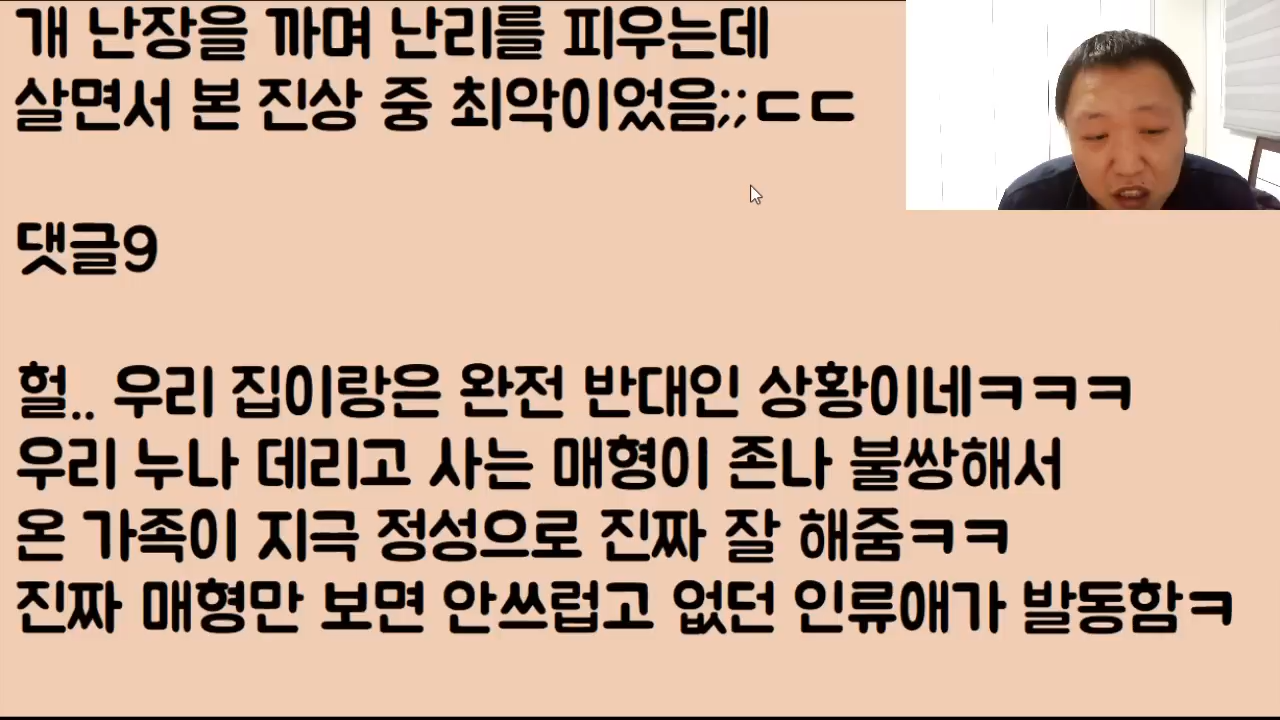 개 난장을 까며 난리를 피우는데
살면서 본 진상 중 최악이었음;;ㄷㄷ
댓글9
헐.. 우리 집이랑은 완전 반대인 상황이네ㅋㅋㅋ
우리 누나 데리고 사는 매형이 존나 불쌍해서
온 가족이 지극 정성으로 진짜 잘 해줌ㅋㅋ
진짜 매형만 보면 안쓰럽고 없던 인류애가 발동함ㅋ